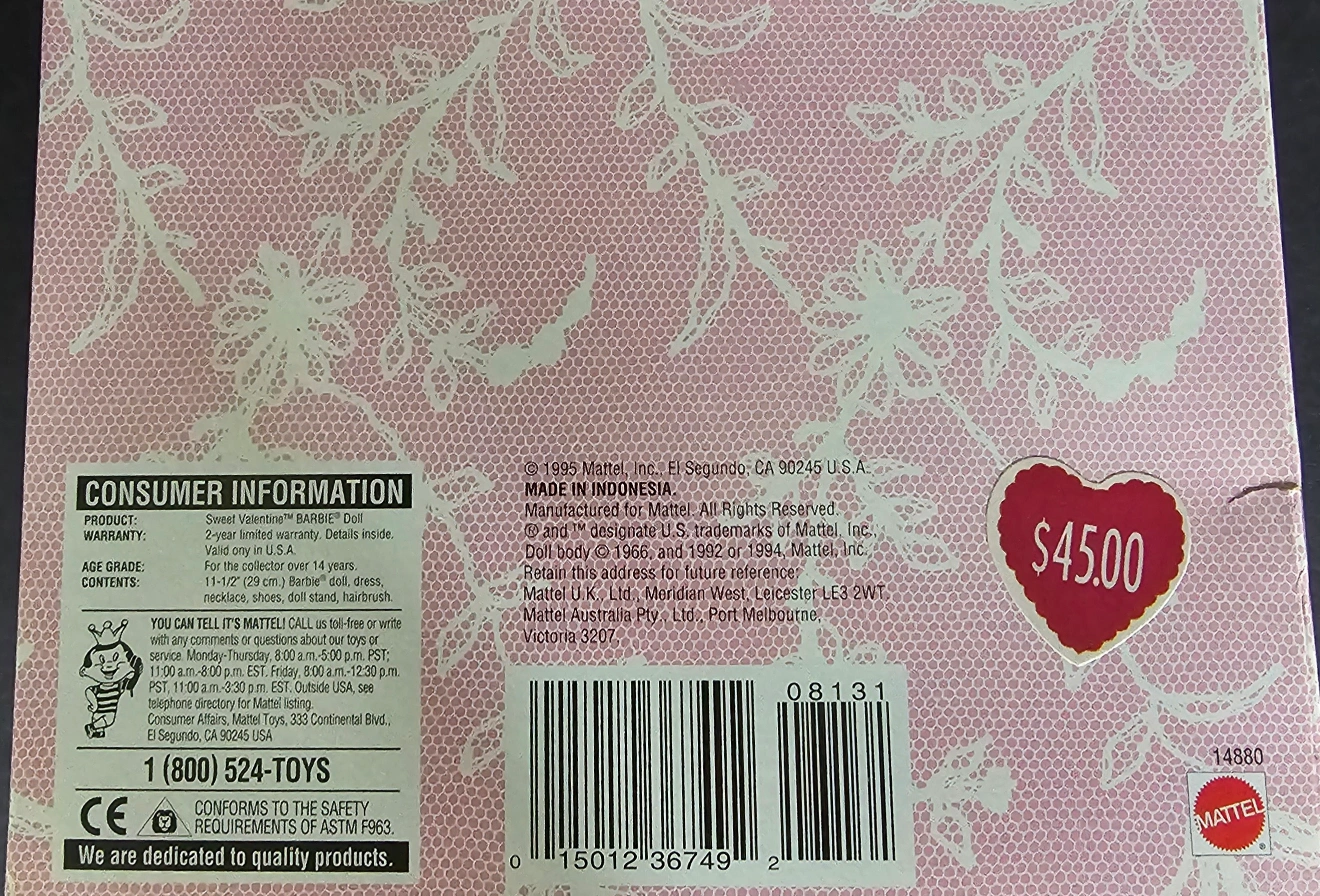 CONSUMER INFORMATION
PRODUCT: Sweet Valentine™ BARBIE® Doll
WARRANTY: 2-year limited warranty. Details inside.
Valid ony in U.S.A.
AGE GRADE: For the collector over 14 years.
CONTENTS: 11-1/2" (29 cm.) Barbie® doll, dress,
necklace, shoes, doll stand, hairbrush.
YOU CAN TELL IT'S MATTEL! CALL us toll-free or write
with any comments or questions about our toys or
service. Monday-Thursday, 8:00 a.m.-5:00 p.m. PST;
11:00 a.m.-8:00 p.m. EST. Friday, 8:00 a.m.-12:30 p.m.
PST, 11:00 a.m.-3:30 p.m. EST. Outside USA, see
telephone directory for Mattel listing.
Consumer Affairs, Mattel Toys, 333 Continental Blvd.,
El Segundo, CA 90245 USA
1 (800) 524-TOYS
CE CONFORMS TO THE SAFETY
REQUIREMENTS OF ASTM F963.
We are dedicated to quality products.
© 1995 Mattel, Inc., El Segundo, CA 90245 U.S.A.
MADE IN INDONESIA.
Manufactured for Mattel. All Rights Reserved.
® and ™ designate U.S. trademarks of Mattel, Inc.
Doll body © 1966, and 1992 or 1994, Mattel, Inc.
Retain this address for future reference:
Mattel U.K. Ltd., Meridian West, Leicester LE3 2WT.
Mattel Australia Pty., Ltd., Port Melbourne,
Victoria 3207.
08131
0 15012 36749 2
$45.00
14880
MATTEL®